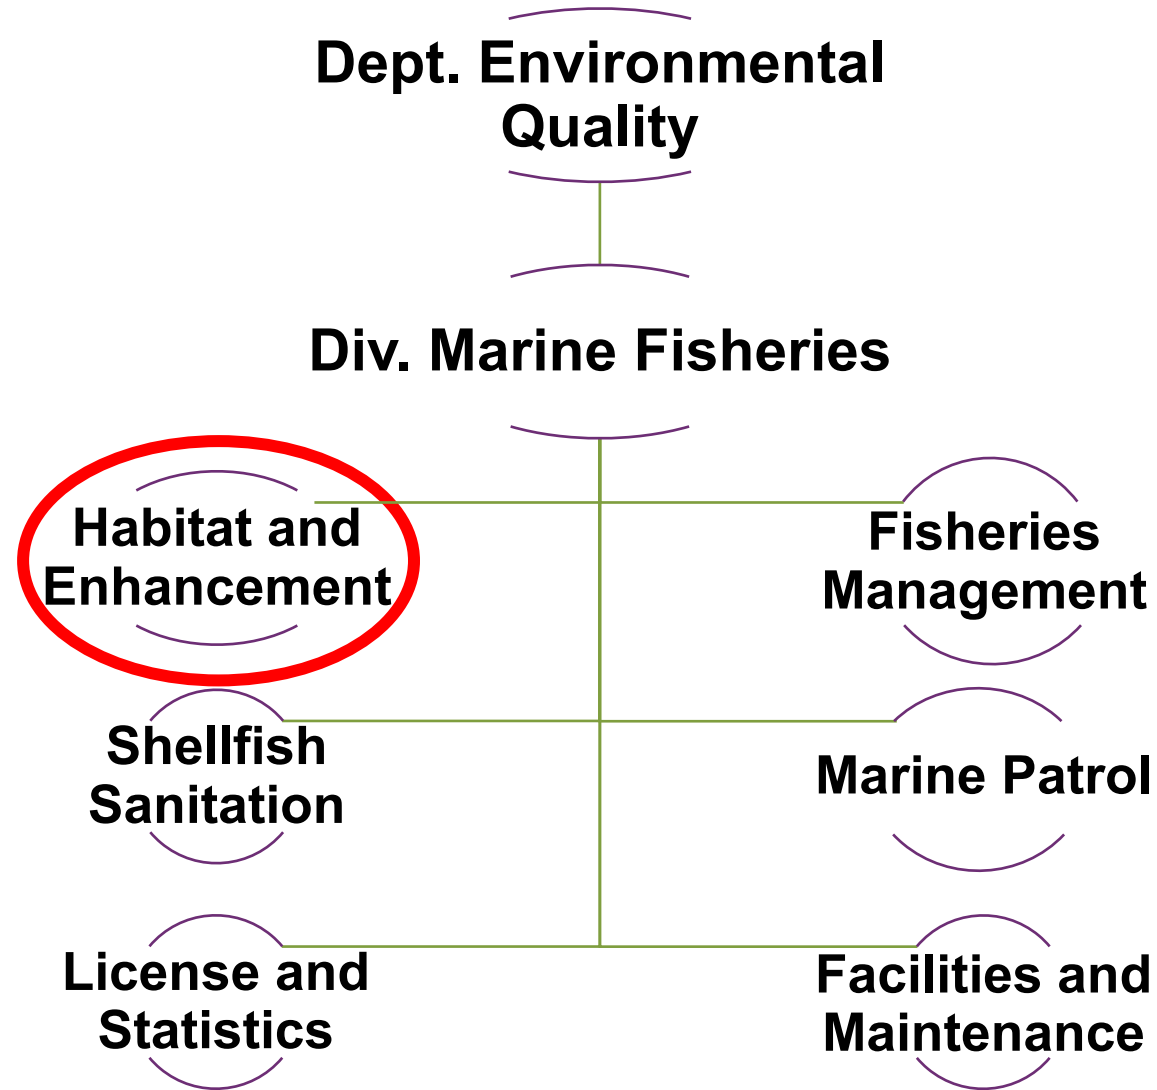 Dept. Environmental
Quality
Div. Marine Fisheries
Habitat and
Enhancement
Fisheries
Management
Shellfish
Sanitation
Marine Patrol
License and
Statistics
Facilities and
Maintenance